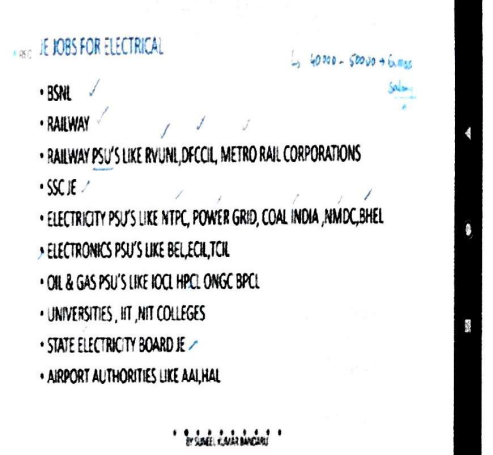 JE JOBS FOR ELECTRICAL
↳ 40000 - 50000 + Gross
salary
• BSNL
• RAILWAY
• RAILWAY PSU'S LIKE RVUNL,DFCCIL, METRO RAIL CORPORATIONS
• SSC JE
• ELECTRICITY PSU'S LIKE NTPC, POWER GRID, COAL INDIA ,NMDC,BHEL
• ELECTRONICS PSU'S LIKE BEL,ECIL,TCIL
• OIL & GAS PSU'S LIKE IOCL HPCL ONGC BPCL
• UNIVERSITIES , IIT ,NIT COLLEGES
• STATE ELECTRICITY BOARD JE
• AIRPORT AUTHORITIES LIKE AAI,HAL
BY SUNEEL KUMAR BANDARU